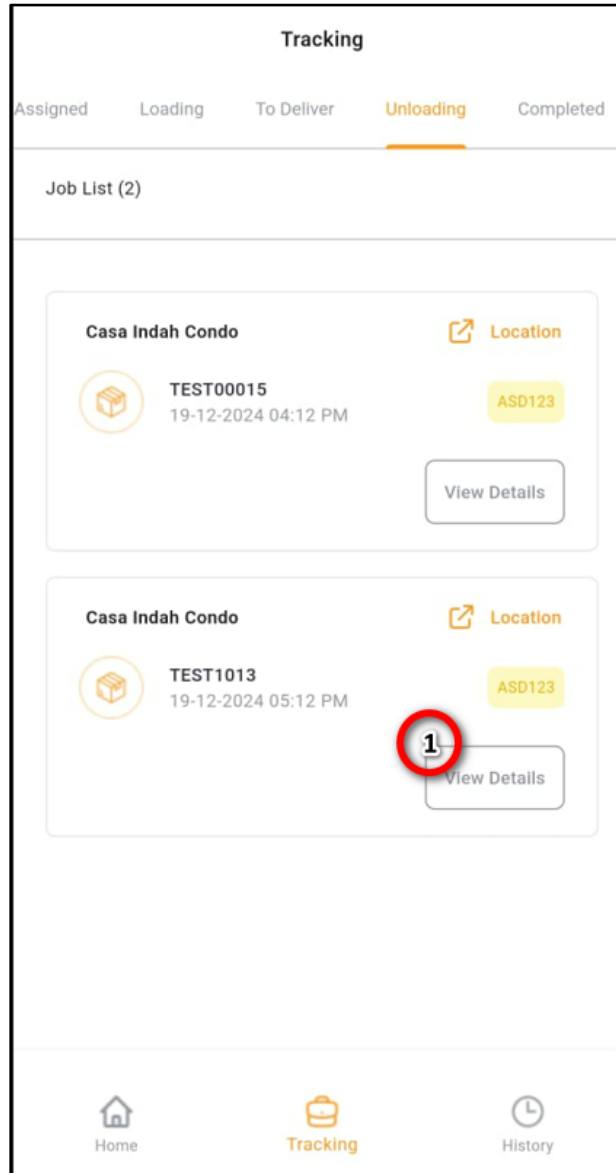 Tracking
Assigned Loading To Deliver Unloading Completed
Job List (2)
Casa Indah Condo Location
TEST00015 ASD123
19-12-2024 04:12 PM
View Details
Casa Indah Condo Location
TEST1013 ASD123
19-12-2024 05:12 PM
1
View Details
Home Tracking History